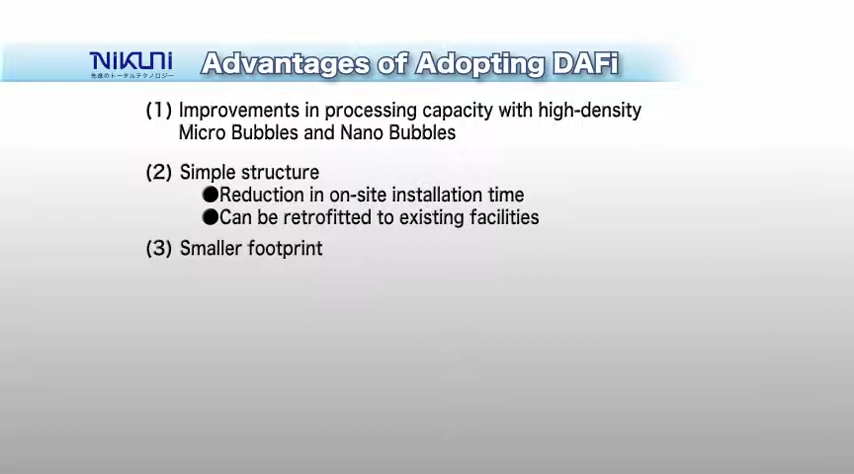 NiKUNi
先進のトータルテクノロジー
Advantages of Adopting DAFi
(1) Improvements in processing capacity with high-density
Micro Bubbles and Nano Bubbles
(2) Simple structure
●Reduction in on-site installation time
●Can be retrofitted to existing facilities
(3) Smaller footprint